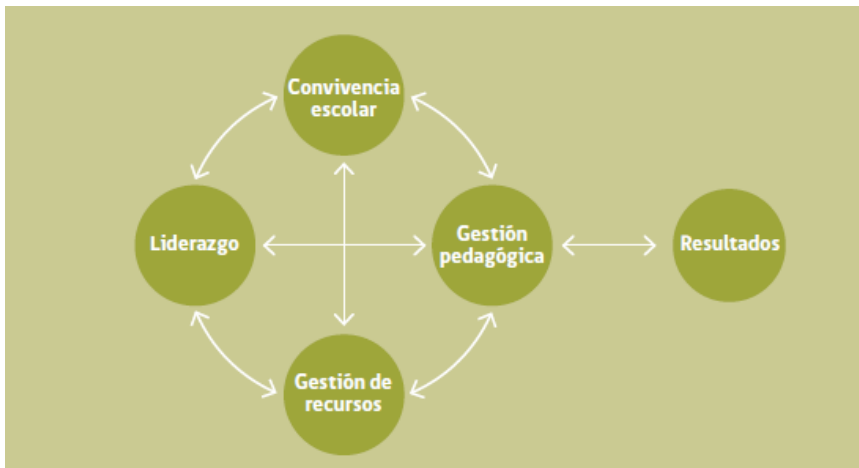 Convivencia
escolar
Liderazgo
Gestión
pedagógica
Resultados
Gestión de
recursos